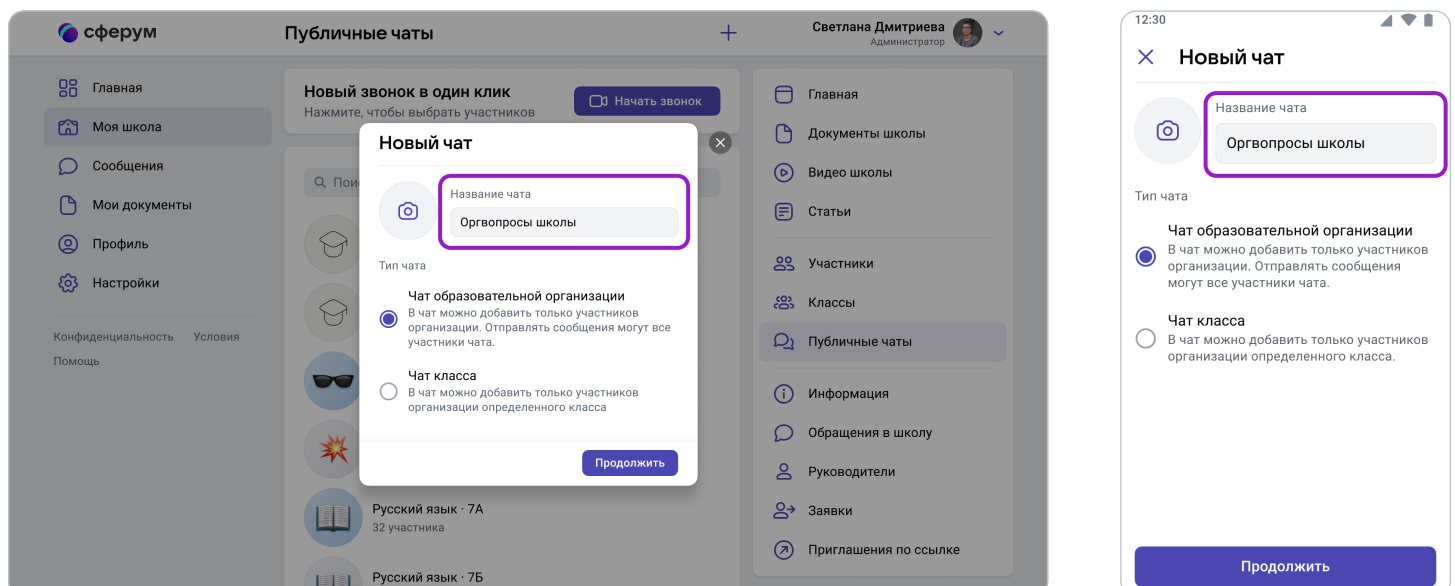 сферум
Публичные чаты
Светлана Дмитриева
Администратор
Главная
Моя школа
Сообщения
Мои документы
Профиль
Настройки
Конфиденциальность Условия
Помощь
Новый звонок в один клик
Нажмите, чтобы выбрать участников
Начать звонок
Новый чат
Название чата
Оргвопросы школы
Тип чата
Чат образовательной организации
В чат можно добавить только участников
организации. Отправлять сообщения могут все
участники чата.
Чат класса
В чат можно добавить только участников
организации определенного класса
Продолжить
Русский язык · 7А
32 участника
Русский язык · 7Б
Главная
Документы школы
Видео школы
Статьи
Участники
Классы
Публичные чаты
Информация
Обращения в школу
Руководители
Заявки
Приглашения по ссылке
12:30
Новый чат
Название чата
Оргвопросы школы
Тип чата
Чат образовательной организации
В чат можно добавить только участников
организации. Отправлять сообщения
могут все участники чата.
Чат класса
В чат можно добавить только участников
организации определенного класса.
Продолжить